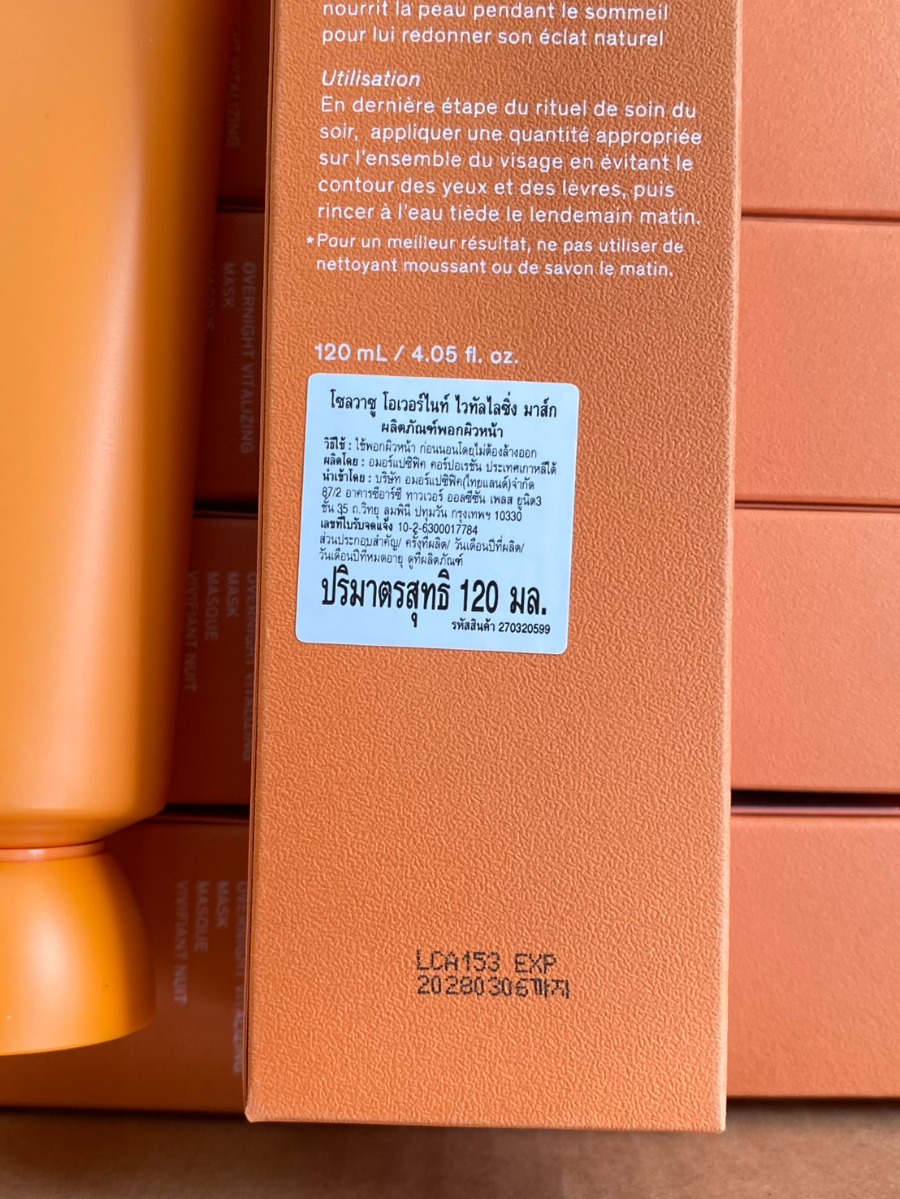 nourrit la peau pendant le sommeil
pour lui redonner son éclat naturel
Utilisation
En dernière étape du rituel de soin du
soir, appliquer une quantité appropriée
sur l'ensemble du visage en évitant le
contour des yeux et des lèvres, puis
rincer à l'eau tiède le lendemain matin.
*Pour un meilleur résultat, ne pas utiliser de
nettoyant moussant ou de savon le matin.
120 mL / 4.05 fl. oz.
โซลวาซู โอเวอร์ไนท์ ไวทัลไลซิ่ง มาส์ก
ผลิตภัณฑ์พอกผิวหน้า
วิธีใช้ : ใช้พอกผิวหน้า ก่อนนอนโดยไม่ต้องล้างออก
ผลิตโดย : อมอร์แปซิฟิค คอร์ปอเรชั่น ประเทศเกาหลีใต้
นำเข้าโดย : บริษัท อมอร์แปซิฟิค(ไทยแลนด์)จำกัด
87/2 อาคารซีอาร์ซี ทาวเวอร์ ออลซีซั่น เพลส ยูนิต3
ชั้น 35 ถ.วิทยุ ลุมพินี ปทุมวัน กรุงเทพฯ 10330
เลขที่ใบรับจดแจ้ง 10-2-6300017784
ส่วนประกอบสำคัญ/ ครั้งที่ผลิต/ วันเดือนปีที่ผลิต/
วันเดือนปีที่หมดอายุ ดูที่ผลิตภัณฑ์
ปริมาตรสุทธิ 120 มล.
รหัสสินค้า 270320599
LCA153 EXP
20280306까지
OVERNIGHT VITALIZING
MASK
OVERNIGHT VITALIZING
MASK
MASQUE
VIVIFIANT NUIT
OVERNIGHT VITALIZING
MASK
MASQUE
VIVIFIANT NUIT